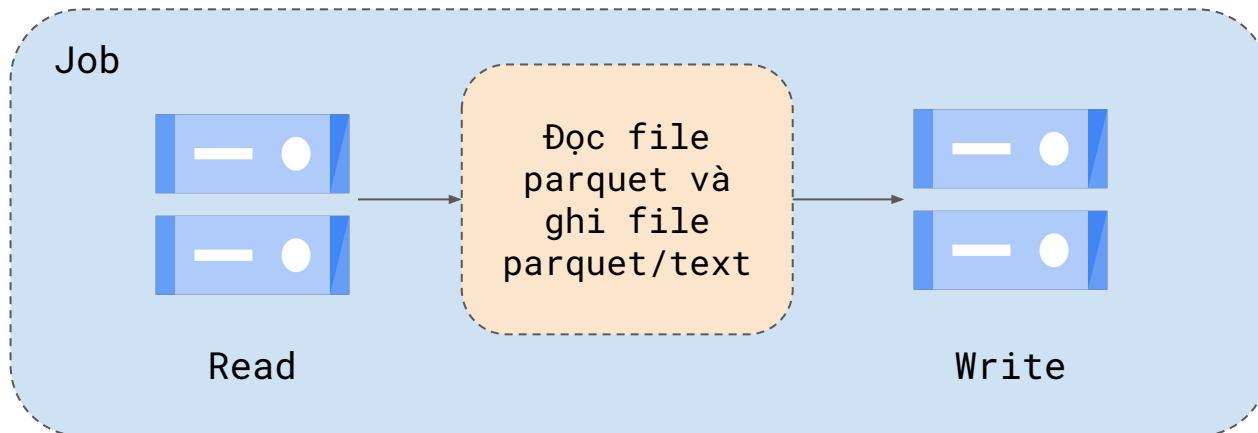 Job
Đọc file
parquet và
ghi file
parquet/text
Read
Write